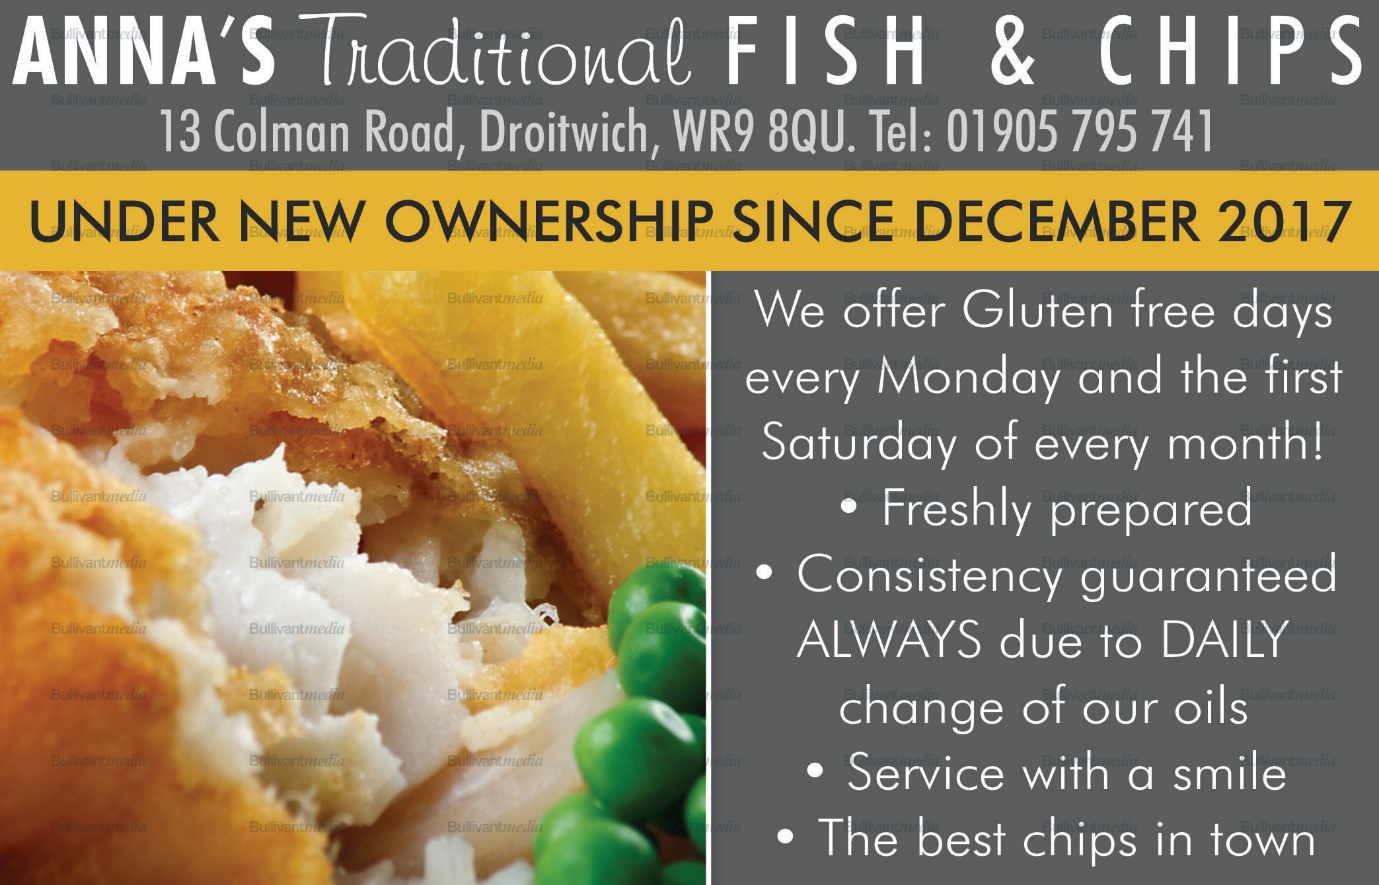 ANNA'S Traditional FISH & CHIPS
13 Colman Road, Droitwich, WR9 8QU. Tel: 01905 795 741
UNDER NEW OWNERSHIP SINCE DECEMBER 2017
We offer Gluten free days
every Monday and the first
Saturday of every month!
• Freshly prepared
• Consistency guaranteed
ALWAYS due to DAILY
change of our oils
• Service with a smile
• The best chips in town
Bullivantmedia